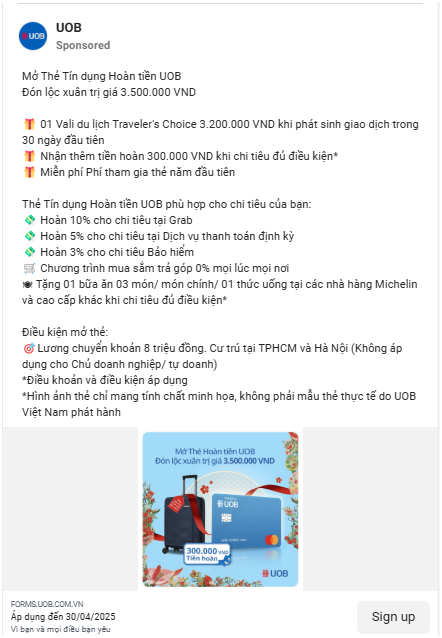 UOB
UOB
Sponsored
Mở Thẻ Tín dụng Hoàn tiền UOB
Đón lộc xuân trị giá 3.500.000 VND
🎁 01 Vali du lịch Traveler's Choice 3.200.000 VND khi phát sinh giao dịch trong
30 ngày đầu tiên
🎁 Nhận thêm tiền hoàn 300.000 VND khi chi tiêu đủ điều kiện*
🎁 Miễn phí Phí tham gia thẻ năm đầu tiên
Thẻ Tín dụng Hoàn tiền UOB phù hợp cho chi tiêu của bạn:
💸 Hoàn 10% cho chi tiêu tại Grab
💸 Hoàn 5% cho chi tiêu tại Dịch vụ thanh toán định kỳ
💸 Hoàn 3% cho chi tiêu Bảo hiểm
🛒 Chương trình mua sắm trả góp 0% mọi lúc mọi nơi
🍽 Tặng 01 bữa ăn 03 món/ món chính/ 01 thức uống tại các nhà hàng Michelin
và cao cấp khác khi chi tiêu đủ điều kiện*
Điều kiện mở thẻ:
🎯 Lương chuyển khoản 8 triệu đồng. Cư trú tại TPHCM và Hà Nội (Không áp
dụng cho Chủ doanh nghiệp/ tự doanh)
*Điều khoản và điều kiện áp dụng
*Hình ảnh thẻ chỉ mang tính chất minh họa, không phải mẫu thẻ thực tế do UOB
Việt Nam phát hành
Mở Thẻ Hoàn tiền UOB
Đón lộc xuân trị giá 3.500.000 VND
UOB
300.000 VND
Tiền hoàn
UOB
FORMS.UOB.COM.VN
Áp dụng đến 30/04/2025
Vì bạn và mọi điều bạn yêu
Sign up